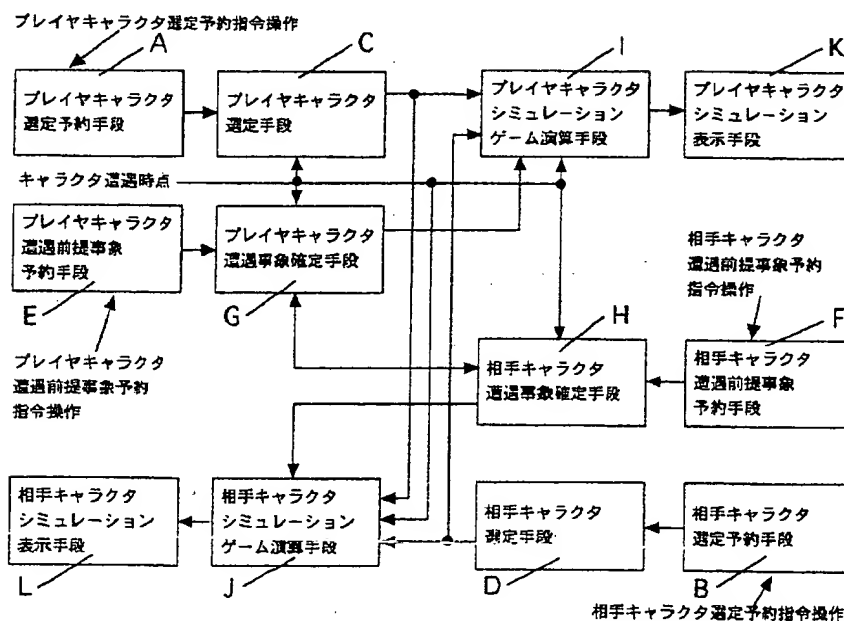 プレイヤキャラクタ選定予約指令操作
A
C
I
K
プレイヤキャラクタ
選定予約手段
プレイヤキャラクタ
選定手段
プレイヤキャラクタ
シミュレーション
ゲーム演算手段
プレイヤキャラクタ
シミュレーション
表示手段
キャラクタ遭遇時点
プレイヤキャラクタ
遭遇前提事象
予約手段
プレイヤキャラクタ
遭遇事象確定手段
相手キャラクタ
遭遇前提事象予約
指令操作
E
G
H
F
プレイヤキャラクタ
遭遇前提事象予約
指令操作
相手キャラクタ
遭遇事象確定手段
相手キャラクタ
遭遇前提事象
予約手段
相手キャラクタ
シミュレーション
表示手段
相手キャラクタ
シミュレーション
ゲーム演算手段
相手キャラクタ
選定手段
相手キャラクタ
選定予約手段
L
J
D
B
相手キャラクタ選定予約指令操作